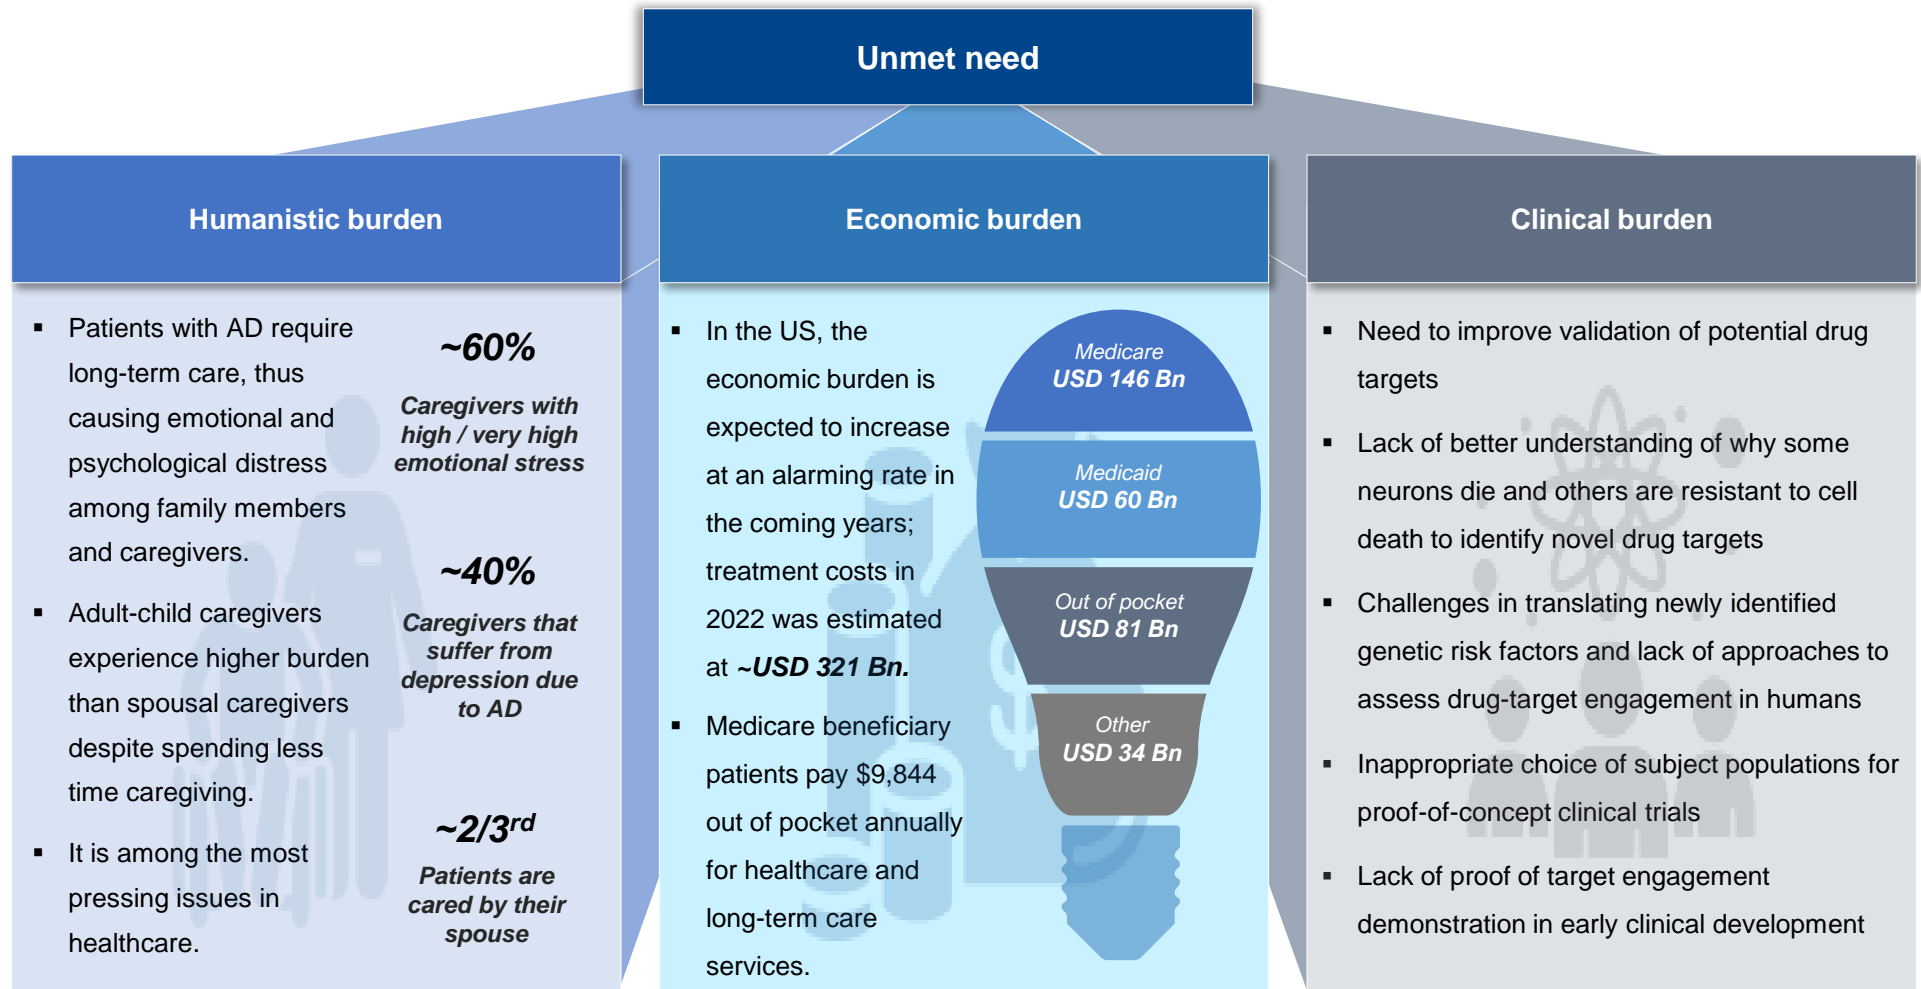 Unmet need
Humanistic burden
▪ Patients with AD require
long-term care, thus
causing emotional and
psychological distress
among family members
and caregivers.
▪ Adult-child caregivers
experience higher burden
than spousal caregivers
despite spending less
time caregiving.
▪ It is among the most
pressing issues in
healthcare.
~60%
Caregivers with
high / very high
emotional stress
~40%
Caregivers that
suffer from
depression due
to AD
~2/3rd
Patients are
cared by their
spouse
Economic burden
▪ In the US, the
economic burden is
expected to increase
at an alarming rate in
the coming years;
treatment costs in
2022 was estimated
at ~USD 321 Bn.
▪ Medicare beneficiary
patients pay $9,844
out of pocket annually
for healthcare and
long-term care
services.
Medicare
USD 146 Bn
Medicaid
USD 60 Bn
Out of pocket
USD 81 Bn
Other
USD 34 Bn
$
Clinical burden
▪ Need to improve validation of potential drug
targets
▪ Lack of better understanding of why some
neurons die and others are resistant to cell
death to identify novel drug targets
▪ Challenges in translating newly identified
genetic risk factors and lack of approaches to
assess drug-target engagement in humans
▪ Inappropriate choice of subject populations for
proof-of-concept clinical trials
▪ Lack of proof of target engagement
demonstration in early clinical development